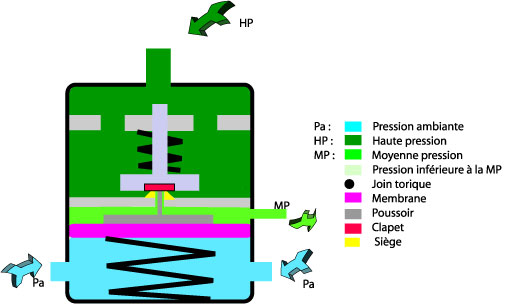 HP
MP
Pa
Pa
Pa : Pression ambiante
HP : Haute pression
MP : Moyenne pression
Pression inférieure à la MP
Join torique
Membrane
Poussoir
Clapet
Siège